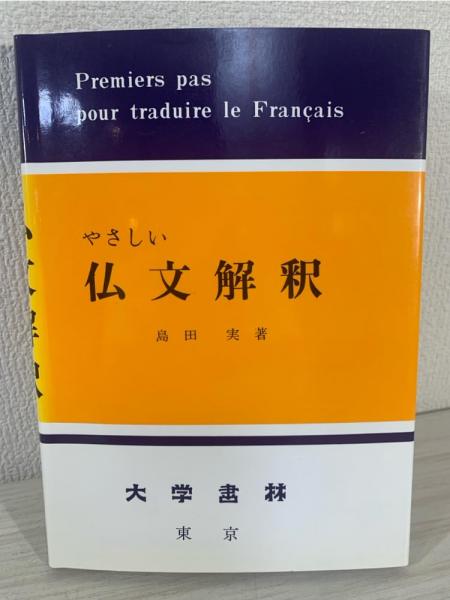 Premiers pas
pour traduire le Français
やさしい
仏文解釈
島田 実著
大学書林
東京